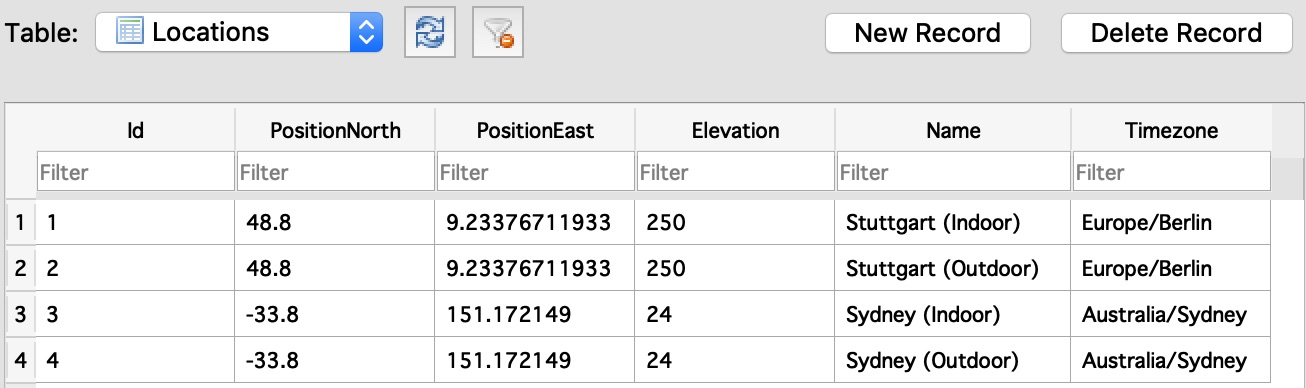 Table: Locations New Record Delete Record
Id PositionNorth PositionEast Elevation Name Timezone
Filter Filter Filter Filter Filter Filter
1 1 48.8 9.23376711933 250 Stuttgart (Indoor) Europe/Berlin
2 2 48.8 9.23376711933 250 Stuttgart (Outdoor) Europe/Berlin
3 3 -33.8 151.172149 24 Sydney (Indoor) Australia/Sydney
4 4 -33.8 151.172149 24 Sydney (Outdoor) Australia/Sydney